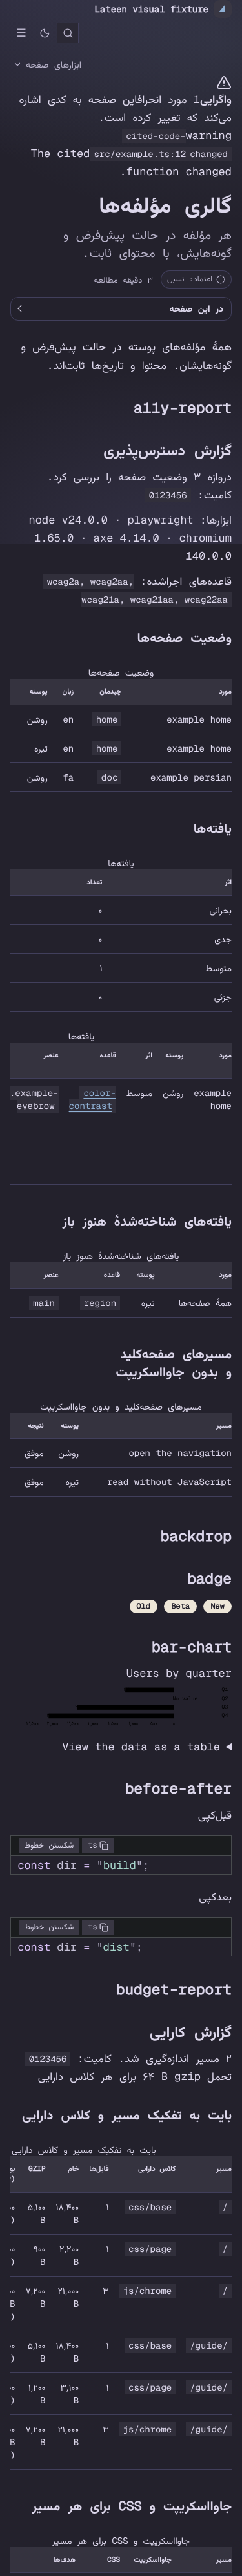 Lateen visual fixture
ابزارهای صفحه
واگرایی1 مورد انحرافاین صفحه به کدی اشاره
می‌کند که تغییر کرده است.
cited-code-warning
The cited src/example.ts:12 changed
function changed.
گالری مؤلفه‌ها
هر مؤلفه در حالت پیش‌فرض و
گونه‌هایش، با محتوای ثابت.
اعتماد: نسبی
۳ دقیقه مطالعه
در این صفحه
همهٔ مؤلفه‌های پوسته در حالت پیش‌فرض و
گونه‌هایشان. محتوا و تاریخ‌ها ثابت‌اند.
a11y-report
گزارش دسترس‌پذیری
دروازه ۳ وضعیت صفحه را بررسی کرد.
کامیت: 0123456
ابزارها: node v24.0.0 · playwright
1.65.0 · axe 4.14.0 · chromium
140.0.0
قاعده‌های اجراشده: wcag2a, wcag2aa,
wcag21a, wcag21aa, wcag22aa
وضعیت صفحه‌ها
وضعیت صفحه‌ها
مورد چیدمان زبان پوسته
example home home en روشن
example home home en تیره
example persian doc fa روشن
یافته‌ها
یافته‌ها
اثر تعداد
بحرانی ۰
جدی ۰
متوسط ۱
جزئی ۰
یافته‌ها
مورد پوسته اثر قاعده عنصر
example home روشن متوسط color-contrast .example-eyebrow
یافته‌های شناخته‌شدهٔ هنوز باز
یافته‌های شناخته‌شدهٔ هنوز باز
مورد پوسته قاعده عنصر
همهٔ صفحه‌ها تیره region main
مسیرهای صفحه‌کلید
و بدون جاوااسکریپت
مسیرهای صفحه‌کلید و بدون جاوااسکریپت
مسیر پوسته نتیجه
open the navigation روشن موفق
read without JavaScript تیره موفق
backdrop
badge
New Beta Old
bar-chart
Users by quarter
View the data as a table
before-after
قبل‌کپی
ts شکستن خطوط
const dir = "build";
بعدکپی
ts شکستن خطوط
const dir = "dist";
budget-report
گزارش کارایی
۲ مسیر اندازه‌گیری شد. کامیت: 0123456
تحمل ۶۴ B gzip برای هر کلاس دارایی
بایت به تفکیک مسیر و کلاس دارایی
بایت به تفکیک مسیر و کلاس دارایی
مسیر کلاس دارایی فایل‌ها خام GZIP
/ css/base ۱ ۱۸,۴۰۰ B ۵,۱۰۰ B
/ css/page ۱ ۲,۲۰۰ B ۹۰۰ B
/ js/chrome ۳ ۲۱,۰۰۰ B ۷,۲۰۰ B
/guide/ css/base ۱ ۱۸,۴۰۰ B ۵,۱۰۰ B
/guide/ css/page ۱ ۳,۱۰۰ B ۱,۲۰۰ B
/guide/ js/chrome ۳ ۲۱,۰۰۰ B ۷,۲۰۰ B
جاوااسکریپت و CSS برای هر مسیر
جاوااسکریپت و CSS برای هر مسیر
مسیر جاوااسکریپت CSS هدف‌ها